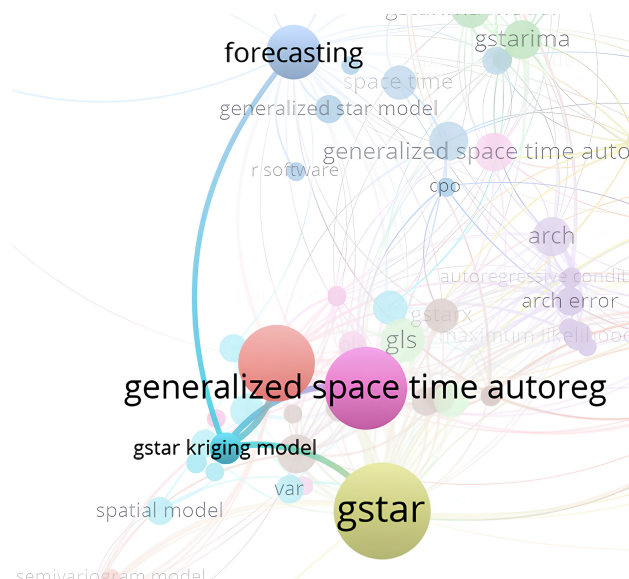 gstarima
forecasting
space time
generalized star model
generalized space time auto
r software
cpo
arch
autoregressive condit
arch error
gstarx
maximum likelihood
gls
generalized space time autoreg
gstar kriging model
var
gstar
spatial model
semivariogram model